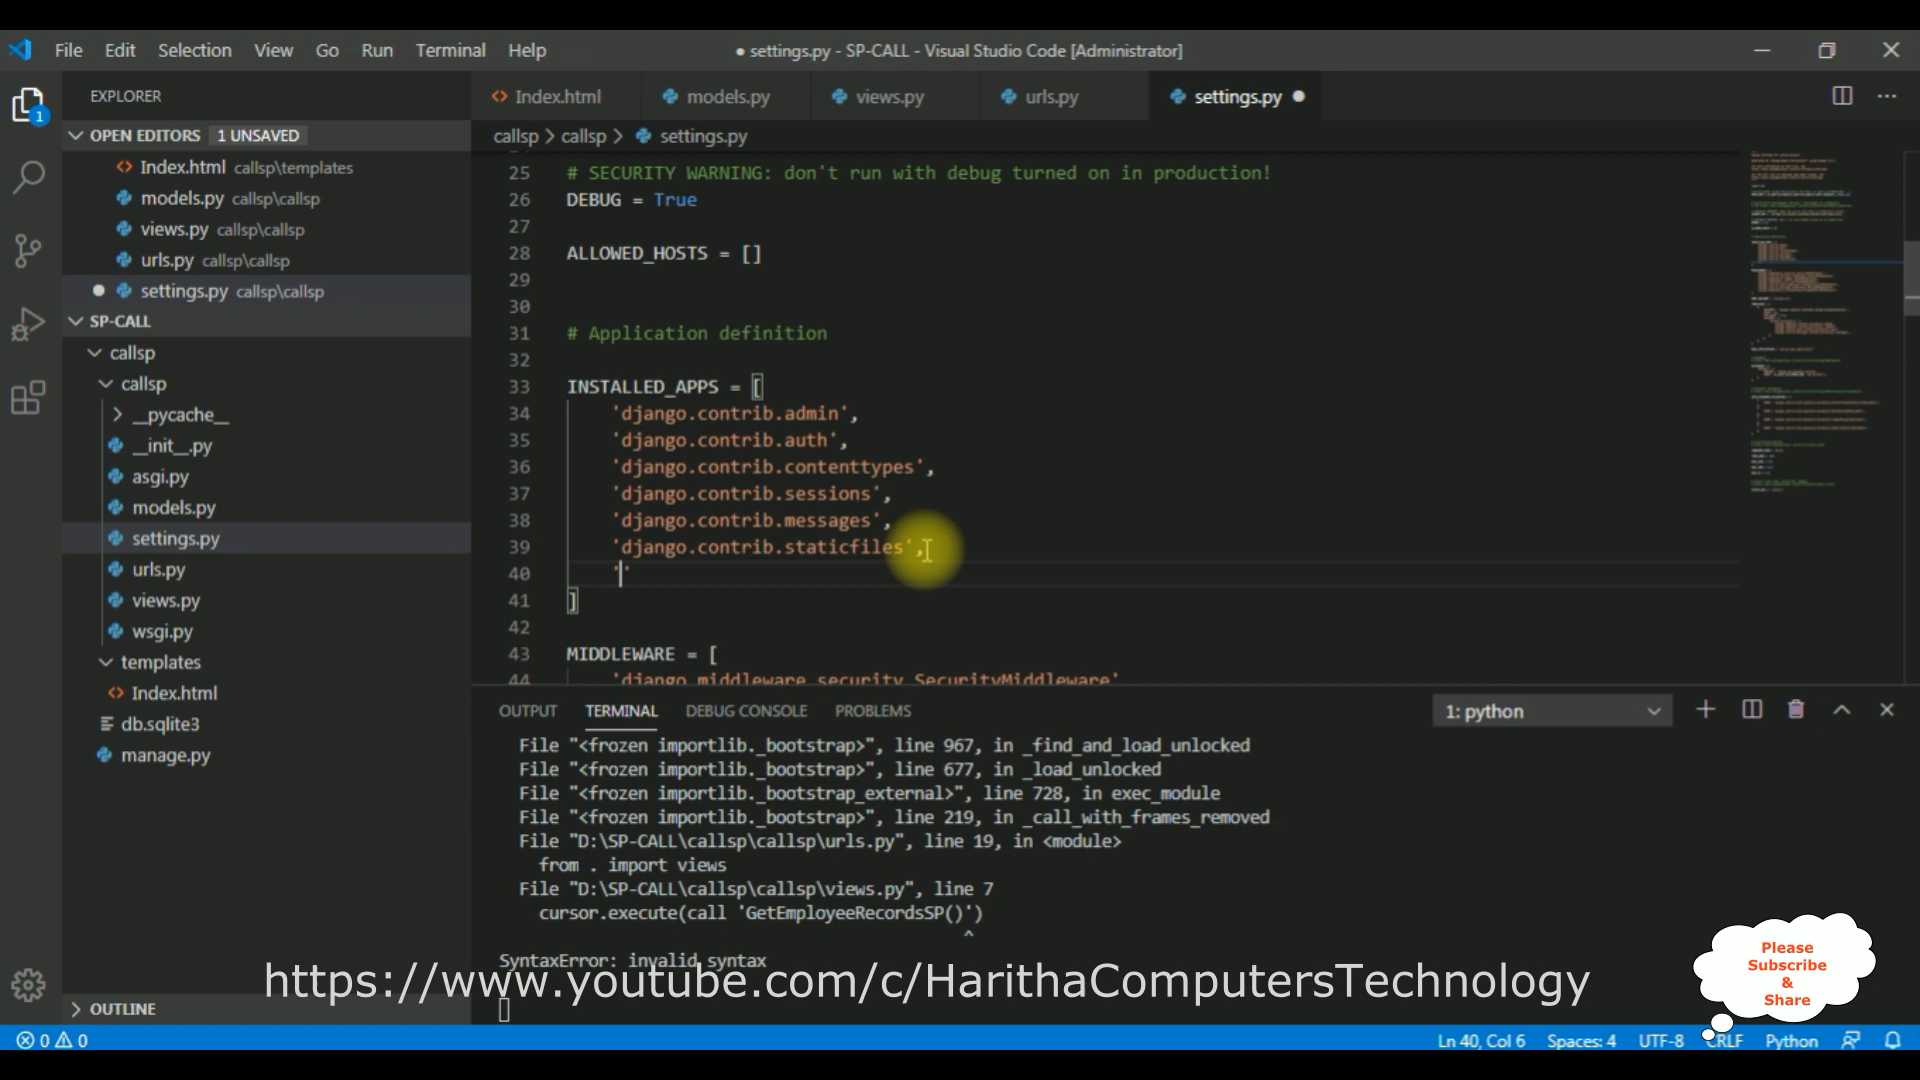 File Edit Selection View Go Run Terminal Help
● settings.py - SP-CALL - Visual Studio Code [Administrator]
EXPLORER
OPEN EDITORS 1 UNSAVED
Index.html callsp\templates
models.py callsp\callsp
views.py callsp\callsp
urls.py callsp\callsp
settings.py callsp\callsp
SP-CALL
callsp
callsp
__pycache__
__init__.py
asgi.py
models.py
settings.py
urls.py
views.py
wsgi.py
templates
Index.html
db.sqlite3
manage.py
OUTLINE
1
Index.html models.py views.py urls.py settings.py
callsp > callsp > settings.py
25 # SECURITY WARNING: don't run with debug turned on in production!
26 DEBUG = True
27
28 ALLOWED_HOSTS = []
29
30
31 # Application definition
32
33 INSTALLED_APPS = [
34 'django.contrib.admin',
35 'django.contrib.auth',
36 'django.contrib.contenttypes',
37 'django.contrib.sessions',
38 'django.contrib.messages',
39 'django.contrib.staticfiles',
40 ''
41 ]
42
43 MIDDLEWARE = [
44 'django.middleware.security.SecurityMiddleware'
OUTPUT TERMINAL DEBUG CONSOLE PROBLEMS
1: python
File "<frozen importlib._bootstrap>", line 967, in _find_and_load_unlocked
File "<frozen importlib._bootstrap>", line 677, in _load_unlocked
File "<frozen importlib._bootstrap_external>", line 728, in exec_module
File "<frozen importlib._bootstrap>", line 219, in _call_with_frames_removed
File "D:\SP-CALL\callsp\callsp\urls.py", line 19, in <module>
from . import views
File "D:\SP-CALL\callsp\callsp\views.py", line 7
cursor.execute(call 'GetEmployeeRecordsSP()')
^
SyntaxError: invalid syntax
https://www.youtube.com/c/HarithaComputersTechnology
Please
Subscribe
&
Share
0 0
Ln 40, Col 6 Spaces: 4 UTF-8 CRLF Python